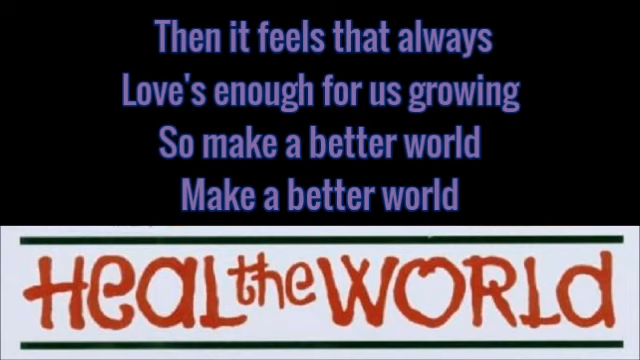 Then it feels that always
Love's enough for us growing
So make a better world
Make a better world
Heal the WORLd